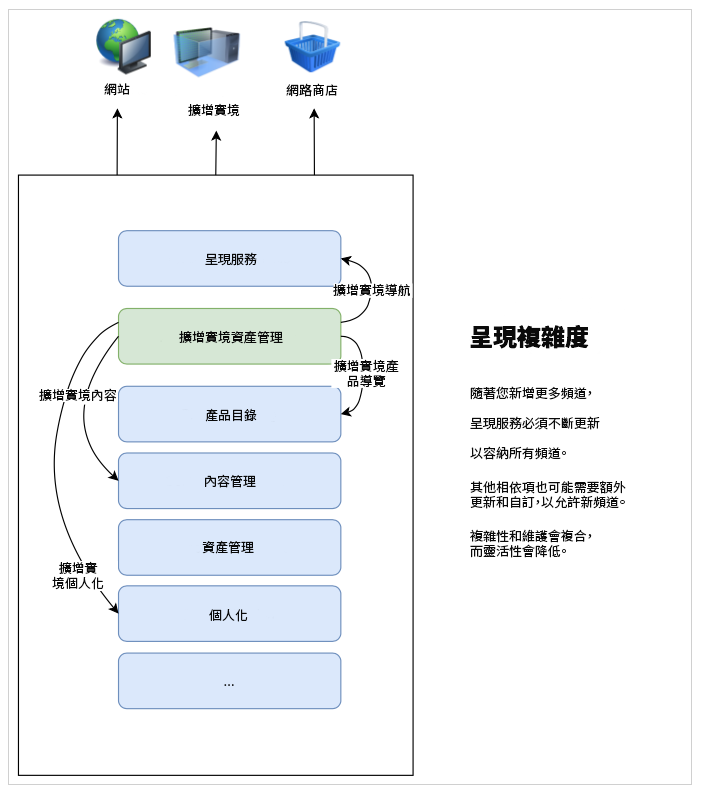 網站
擴增實境
網路商店
呈現服務
擴增實境導航
擴增實境資產管理
擴增實境產
品導覽
擴增實境內容
產品目錄
內容管理
資產管理
擴增實
境個人化
個人化
...
呈現複雜度
隨著您新增更多頻道，
呈現服務必須不斷更新
以容納所有頻道。
其他相依項也可能需要額外
更新和自訂，以允許新頻道。
複雜性和維護會複合，
而靈活性會降低。